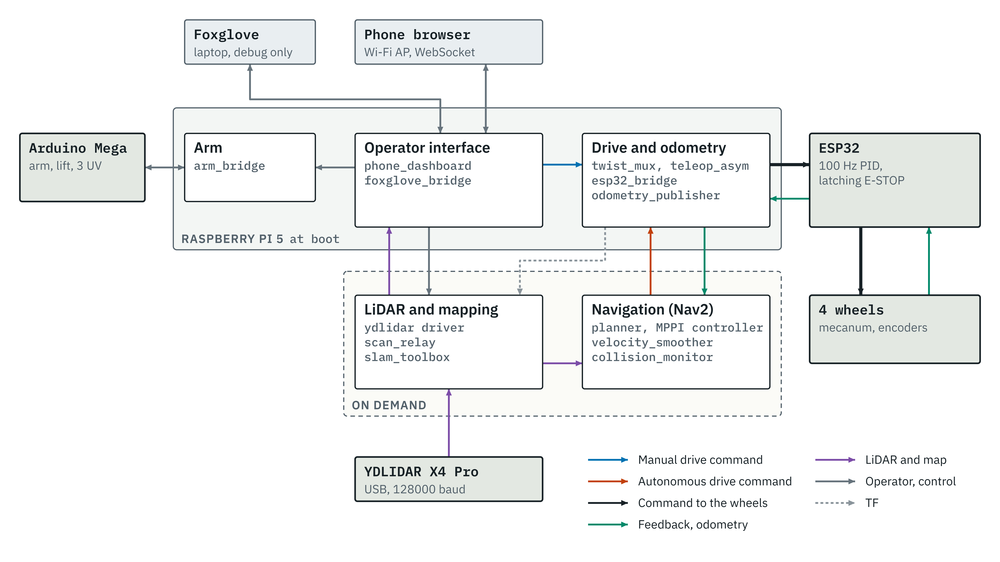 Foxglove
laptop, debug only
Phone browser
Wi-Fi AP, WebSocket
Arduino Mega
arm, lift, 3 UV
Arm
arm_bridge
Operator interface
phone_dashboard
foxglove_bridge
Drive and odometry
twist_mux, teleop_asym
esp32_bridge
odometry_publisher
ESP32
100 Hz PID,
latching E-STOP
RASPBERRY PI 5 at boot
LiDAR and mapping
ydlidar driver
scan_relay
slam_toolbox
Navigation (Nav2)
planner, MPPI controller
velocity_smoother
collision_monitor
4 wheels
mecanum, encoders
ON DEMAND
YDLIDAR X4 Pro
USB, 128000 baud
Manual drive command
Autonomous drive command
Command to the wheels
Feedback, odometry
LiDAR and map
Operator, control
TF